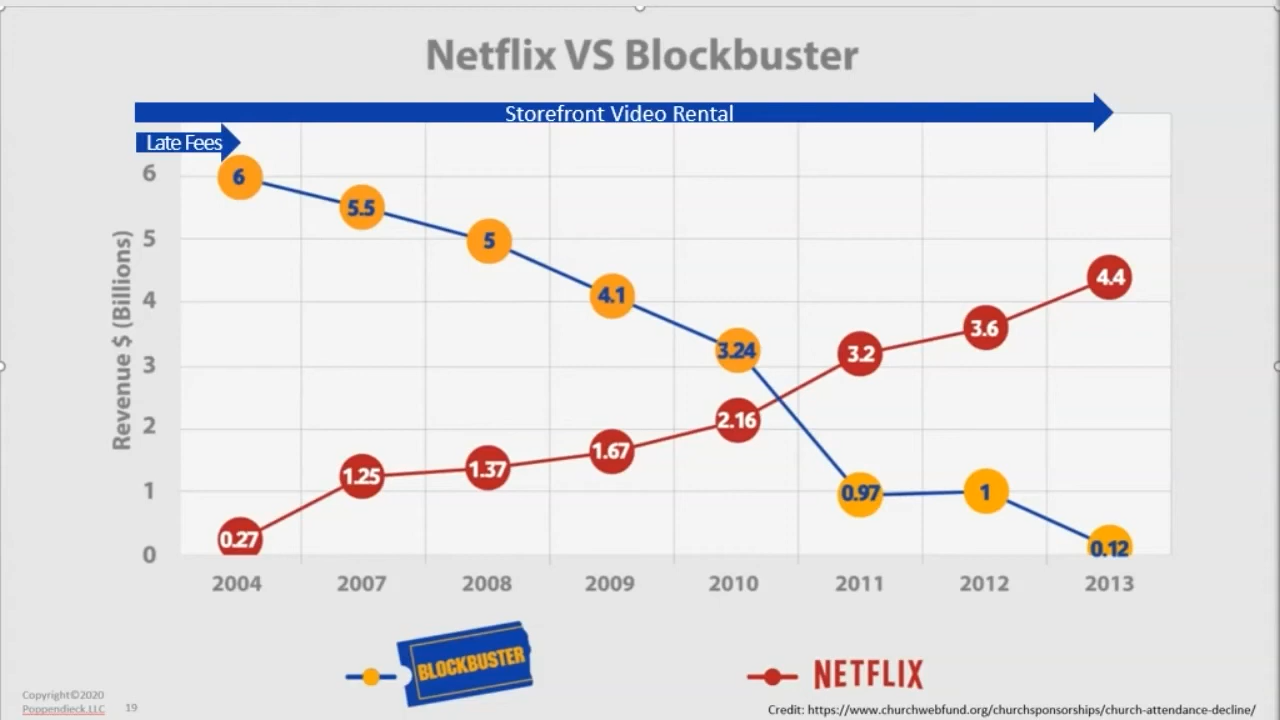 Netflix VS Blockbuster
Storefront Video Rental
Late Fees
Revenue $ (Billions)
6
5
4
3
2
1
0
6
5.5
5
4.1
3.24
0.97
1
0.12
0.27
1.25
1.37
1.67
2.16
3.2
3.6
4.4
2004 2007 2008 2009 2010 2011 2012 2013
BLOCKBUSTER
NETFLIX
Copyright©2020
Poppendieck.LLC
19
Credit: https://www.churchwebfund.org/churchsponsorships/church-attendance-decline/